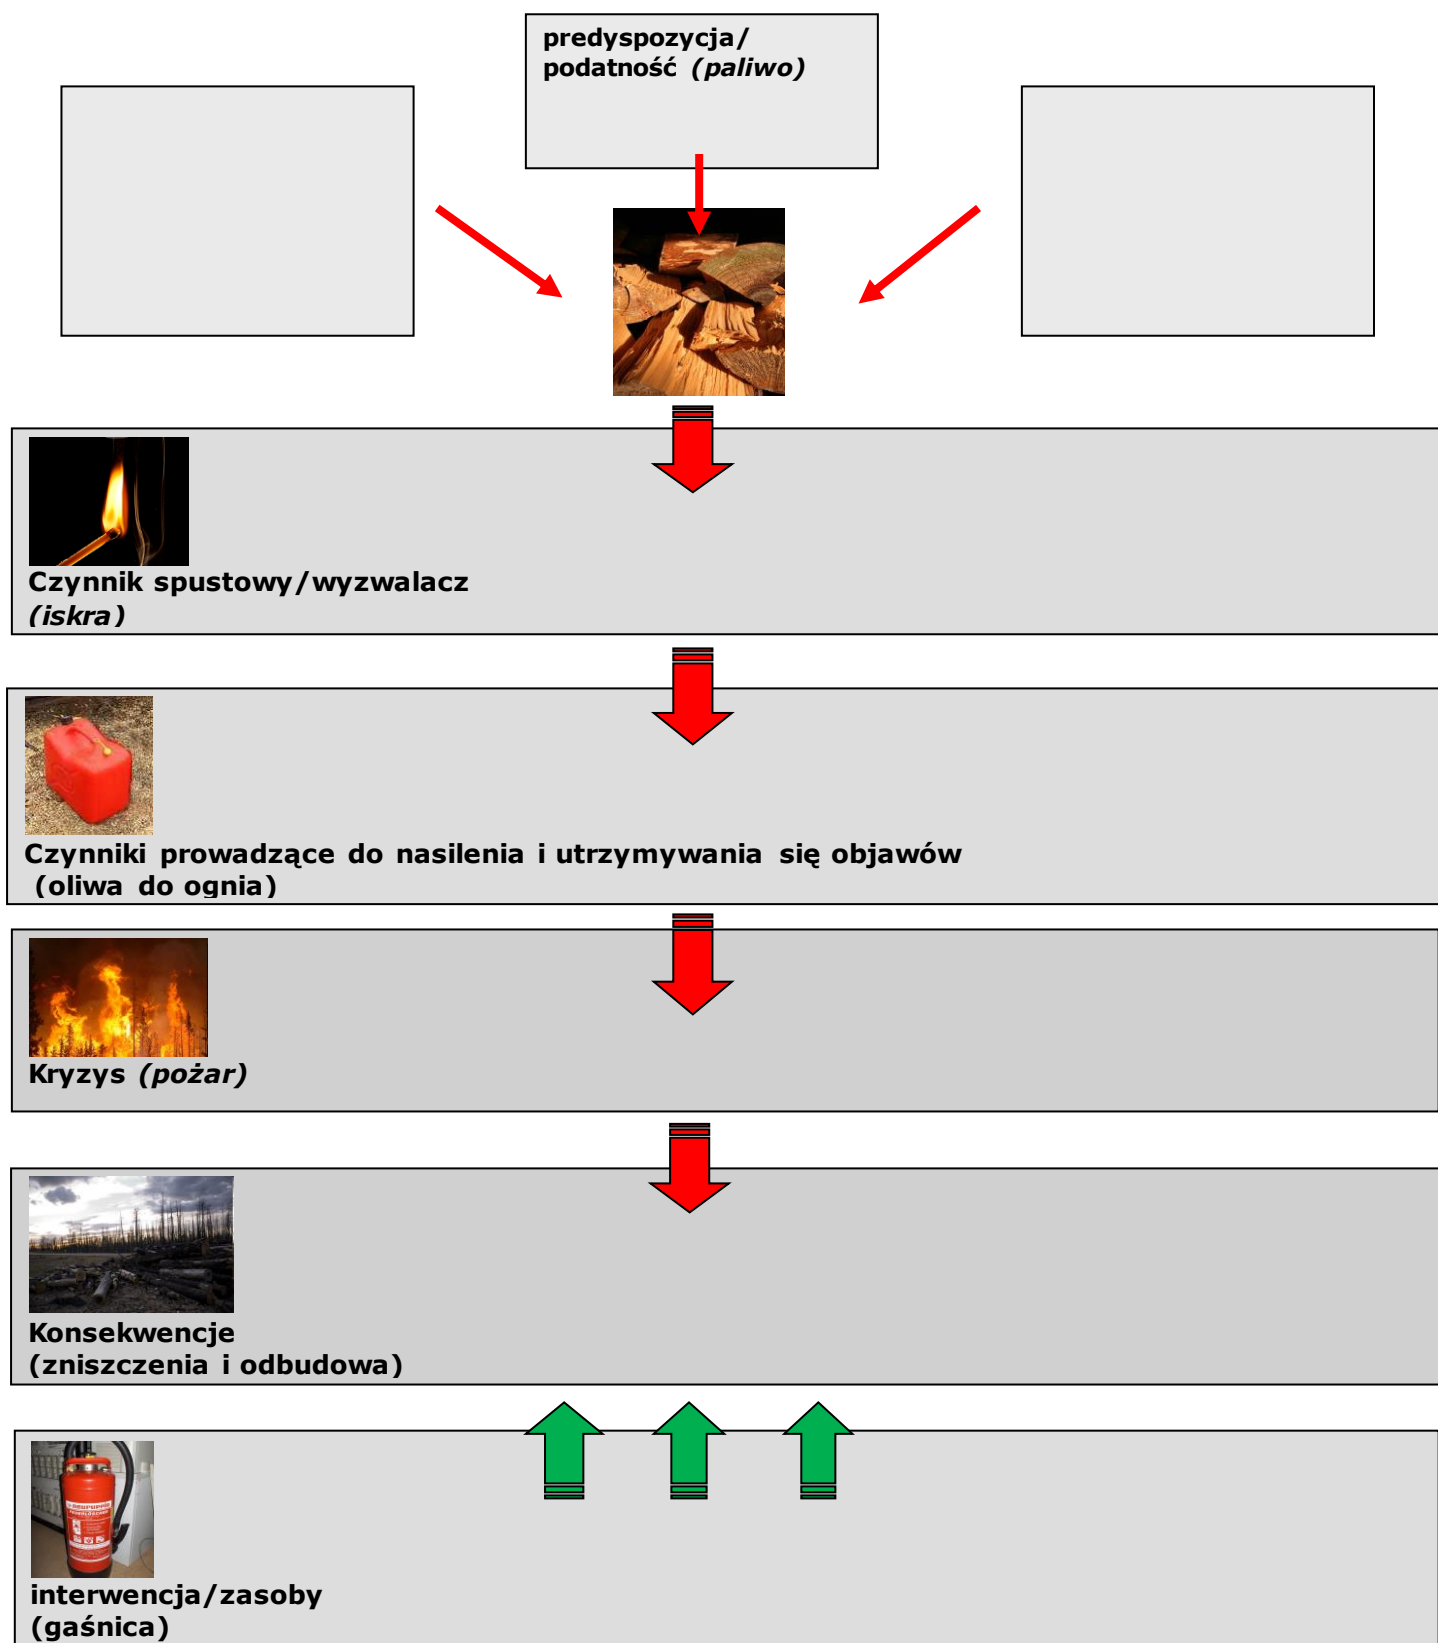 predyspozycja/
podatność (paliwo)
Czynnik spustowy/wyzwalacz
(iskra)
Czynniki prowadzące do nasilenia i utrzymywania się objawów
(oliwa do ognia)
Kryzys (pożar)
Konsekwencje
(zniszczenia i odbudowa)
interwencja/zasoby
(gaśnica)